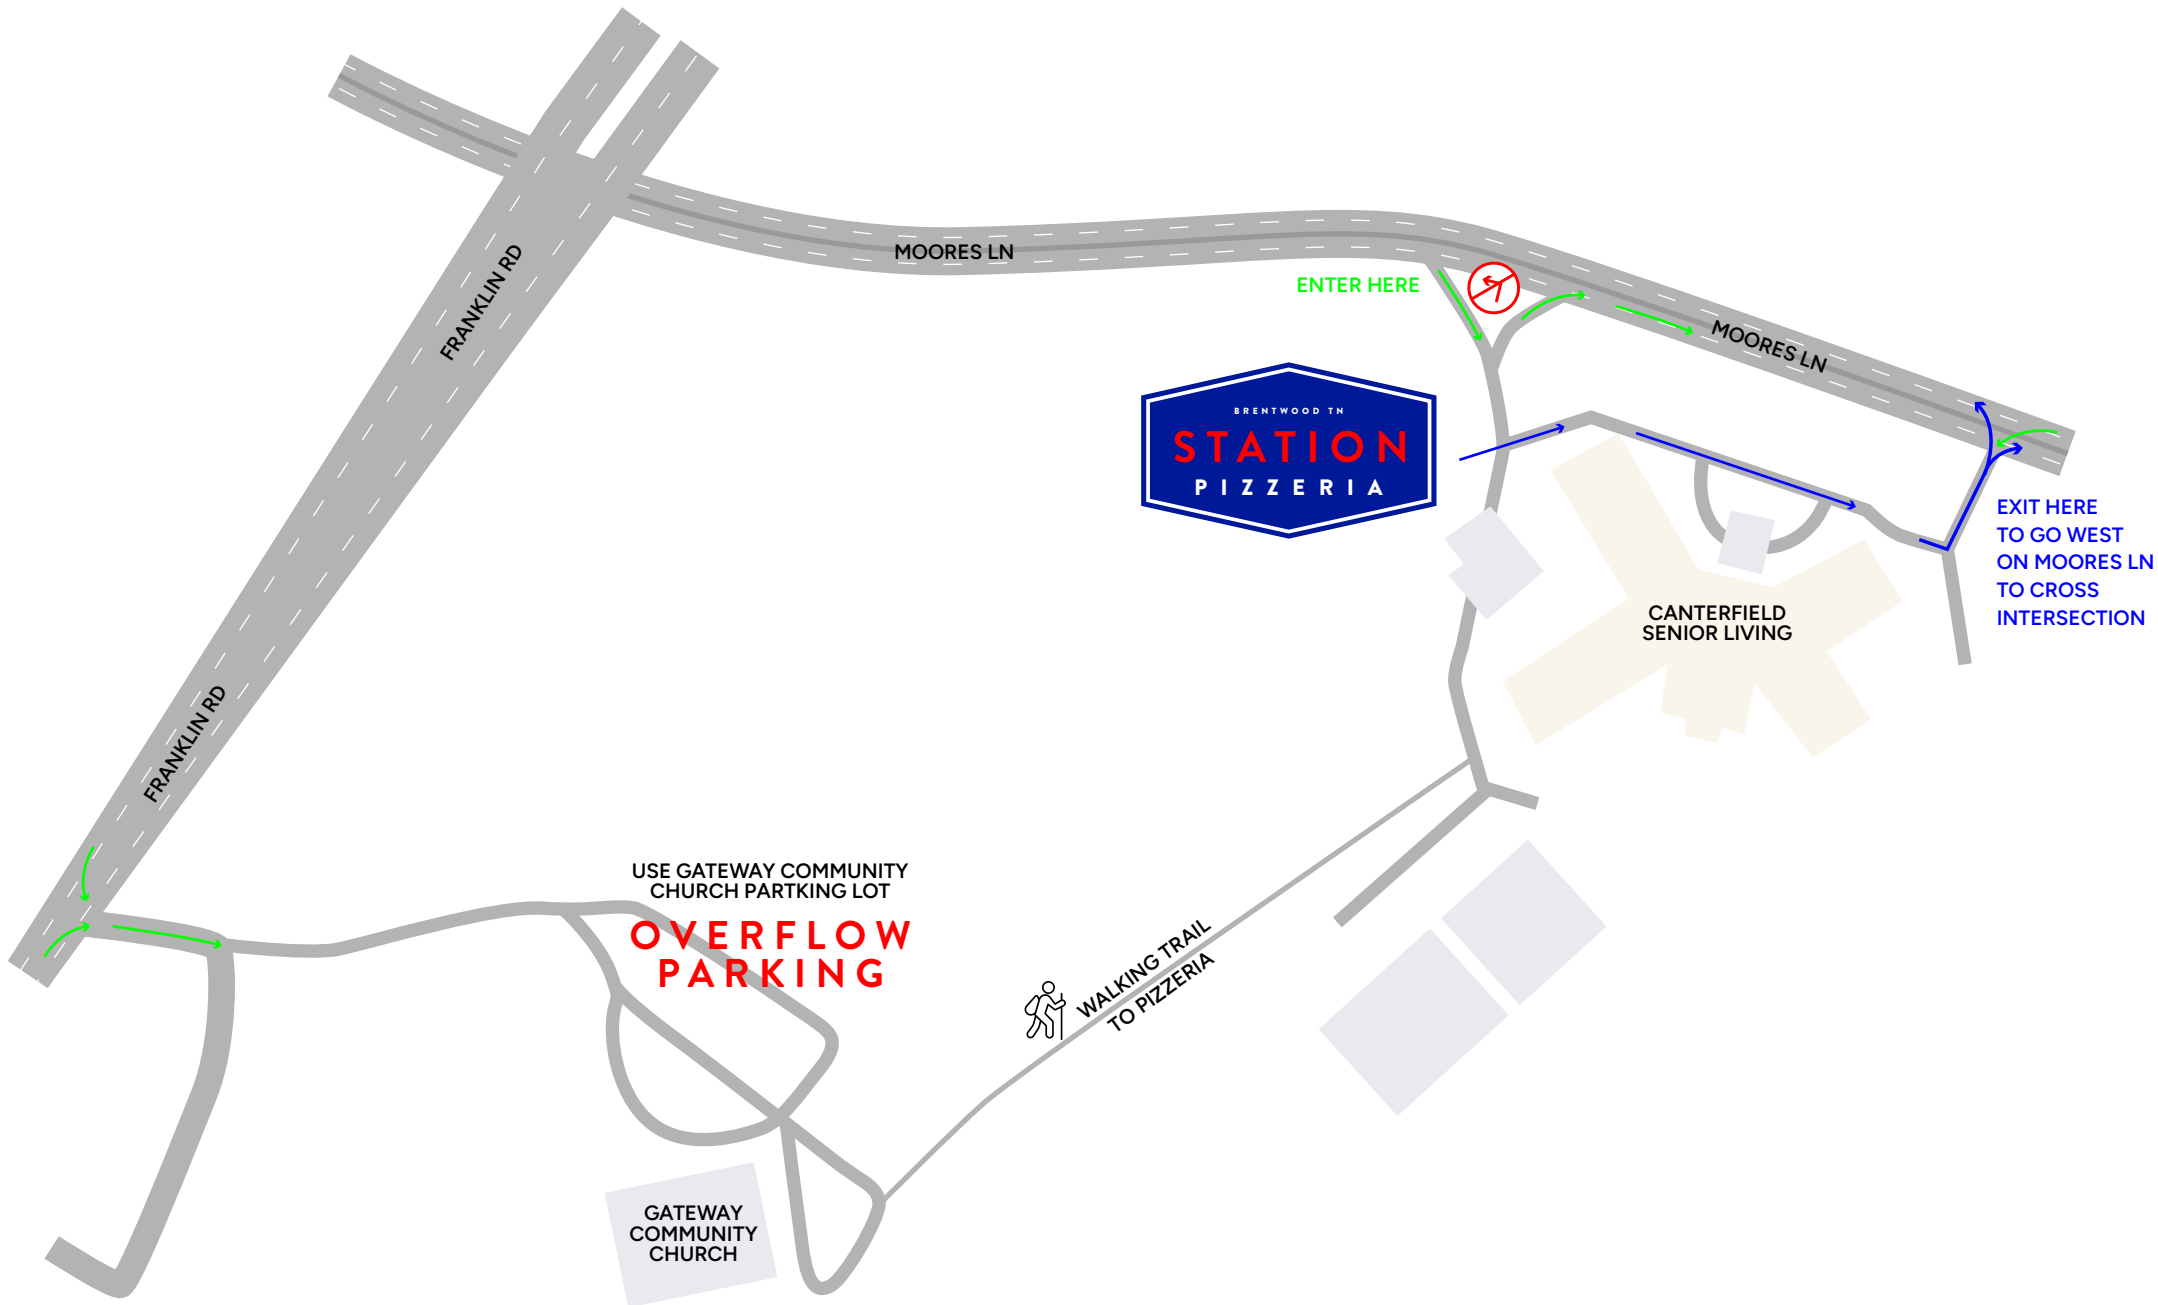 MOORES LN
FRANKLIN RD
ENTER HERE
MOORES LN
BRENTWOOD TN
STATION
PIZZERIA
EXIT HERE
TO GO WEST
ON MOORES LN
TO CROSS
INTERSECTION
CANTERFIELD
SENIOR LIVING
FRANKLIN RD
USE GATEWAY COMMUNITY
CHURCH PARTKING LOT
OVERFLOW
PARKING
WALKING TRAIL
TO PIZZERIA
GATEWAY
COMMUNITY
CHURCH